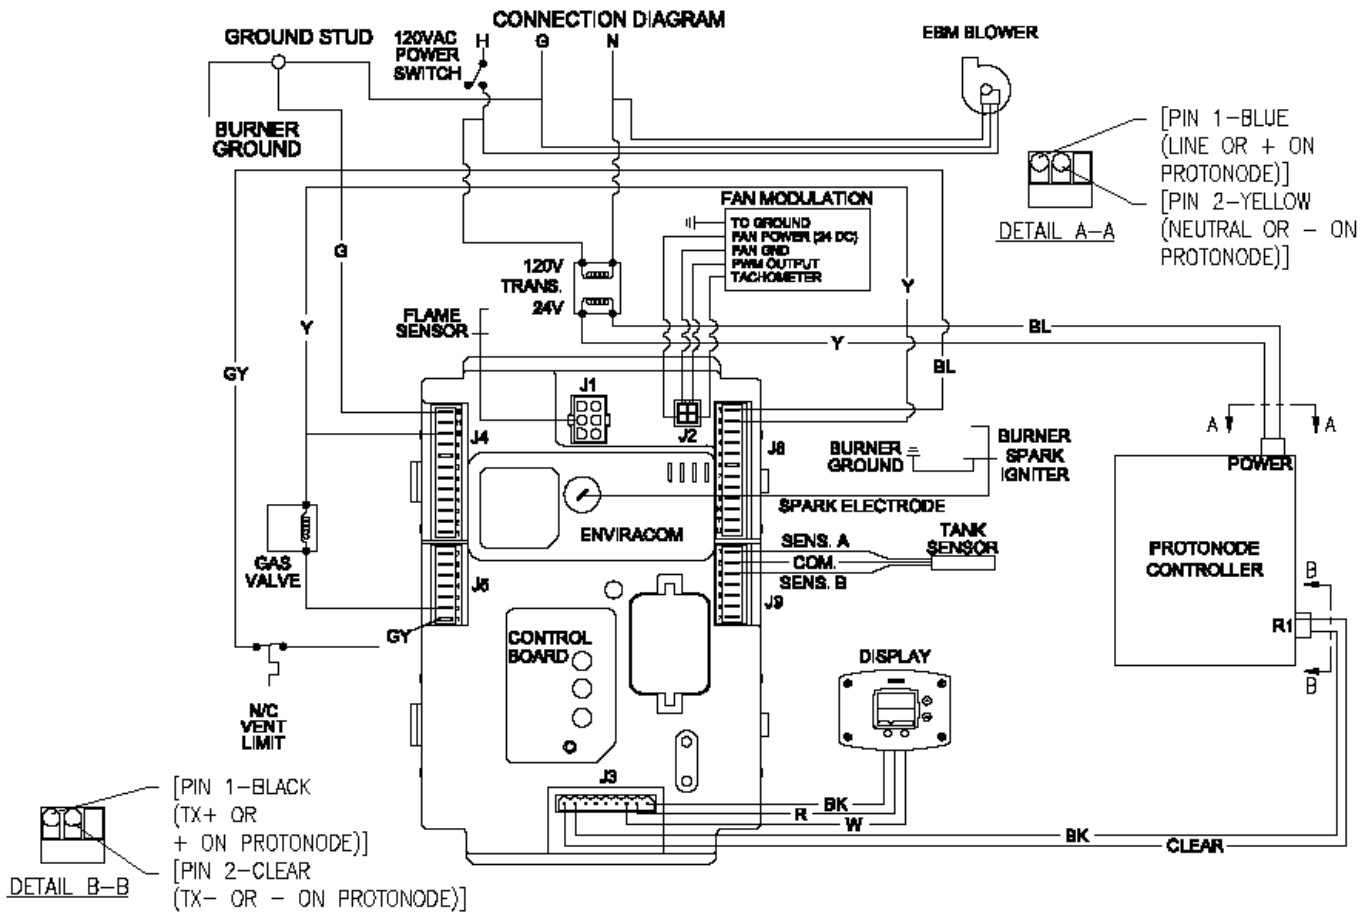 CONNECTION DIAGRAM
GROUND STUD
120VAC
POWER
SWITCH
H
G
N
EBM BLOWER
BURNER
GROUND
[PIN 1-BLUE
(LINE OR + ON
PROTONODE)]
[PIN 2-YELLOW
(NEUTRAL OR - ON
PROTONODE)]
DETAIL A-A
FAN MODULATION
TO GROUND
FAN POWER (24 DC)
FAN GND
PWM OUTPUT
TACHOMETER
G
120V
TRANS.
24V
Y
FLAME
SENSOR
Y
BL
Y
GY
BL
J1
J2
J4
J8
A
A
BURNER
GROUND
BURNER
SPARK
IGNITER
POWER
SPARK ELECTRODE
ENVIRACOM
GAS
VALVE
SENS. A
COM.
SENS. B
TANK
SENSOR
PROTONODE
CONTROLLER
B
J5
J9
GY
CONTROL
BOARD
R1
DISPLAY
B
N/C
VENT
LIMIT
J3
[PIN 1-BLACK
(TX+ OR
+ ON PROTONODE)]
[PIN 2-CLEAR
(TX- OR - ON PROTONODE)]
DETAIL B-B
BK
R
W
BK
CLEAR